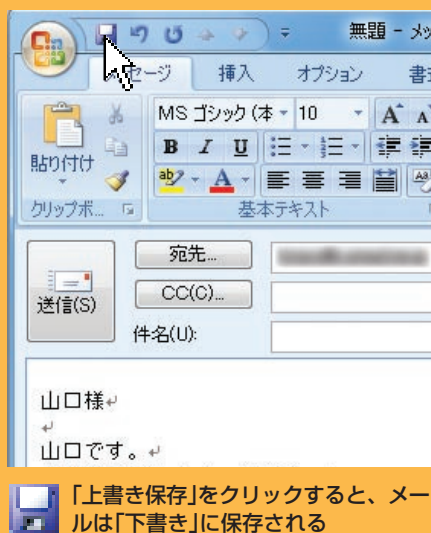 無題 - メッ
メッセージ 挿入 オプション 書
MS ゴシック (本 10 A A
貼り付け B I U
ab A
クリップボ... 基本テキスト
宛先...
送信(S) CC(C)...
件名(U):
山口様↵
↵
山口です。↵
「上書き保存」をクリックすると、メー
ルは「下書き」に保存される